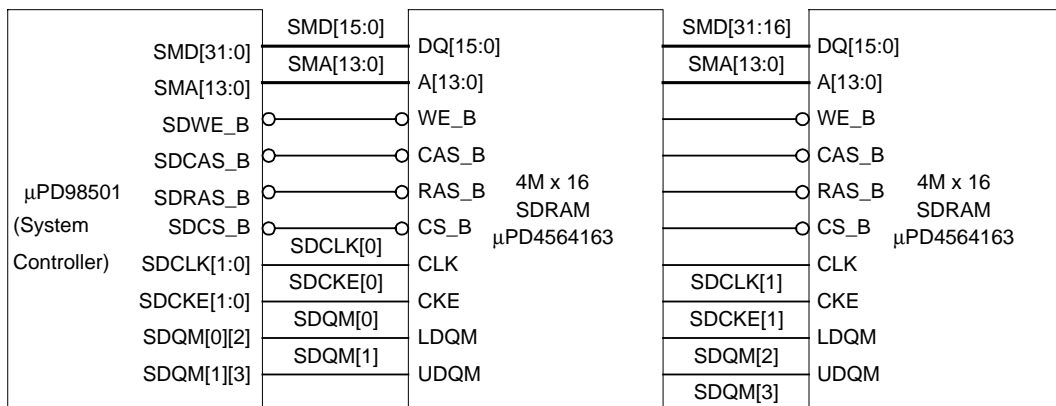 SMD[15:0]
SMD[31:16]
SMD[31:0]
DQ[15:0]
DQ[15:0]
SMA[13:0]
SMA[13:0]
SMA[13:0]
A[13:0]
A[13:0]
SDWE_B
WE_B
WE_B
SDCAS_B
CAS_B
CAS_B
µPD98501
(System
Controller)
SDRAS_B
RAS_B
4M x 16
SDRAM
µPD4564163
RAS_B
4M x 16
SDRAM
µPD4564163
SDCS_B
CS_B
CS_B
SDCLK[0]
SDCLK[1:0]
CLK
CLK
SDCKE[0]
SDCLK[1]
SDCKE[1:0]
CKE
CKE
SDQM[0]
SDCKE[1]
SDQM[0][2]
LDQM
LDQM
SDQM[1]
SDQM[2]
SDQM[1][3]
UDQM
UDQM
SDQM[3]